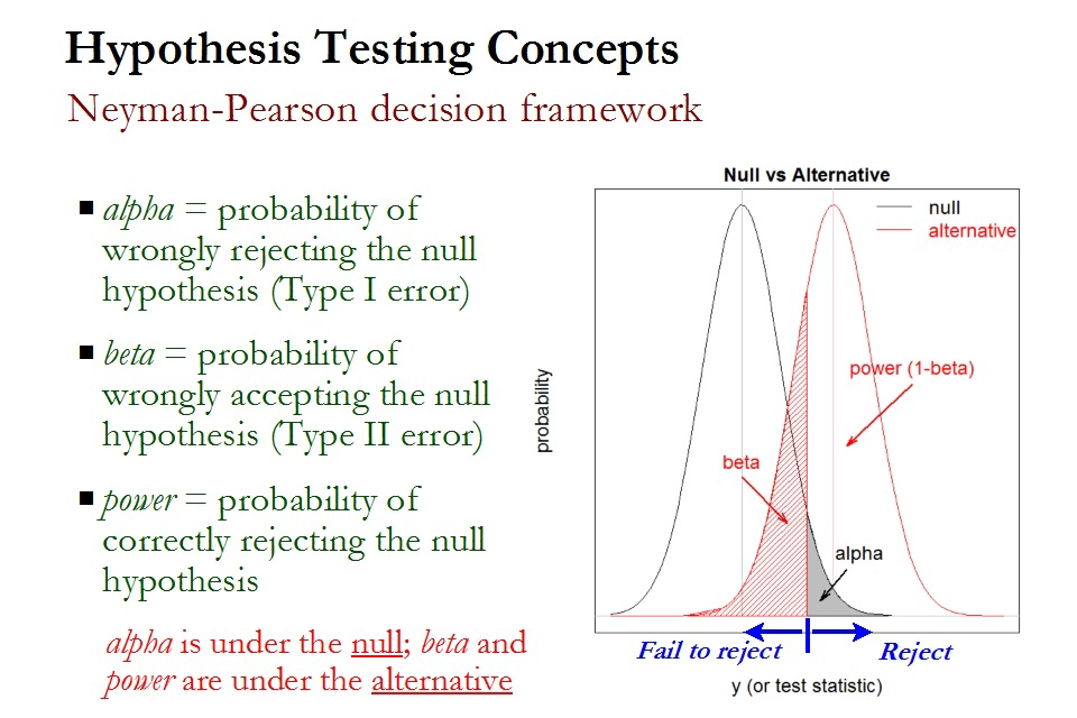 Hypothesis Testing Concepts
Neyman-Pearson decision framework
alpha = probability of
wrongly rejecting the null
hypothesis (Type I error)
beta = probability of
wrongly accepting the null
hypothesis (Type II error)
power = probability of
correctly rejecting the null
hypothesis
alpha is under the null; beta and
power are under the alternative
Null vs Alternative
null
alternative
power (1-beta)
beta
alpha
probability
Fail to reject
Reject
y (or test statistic)